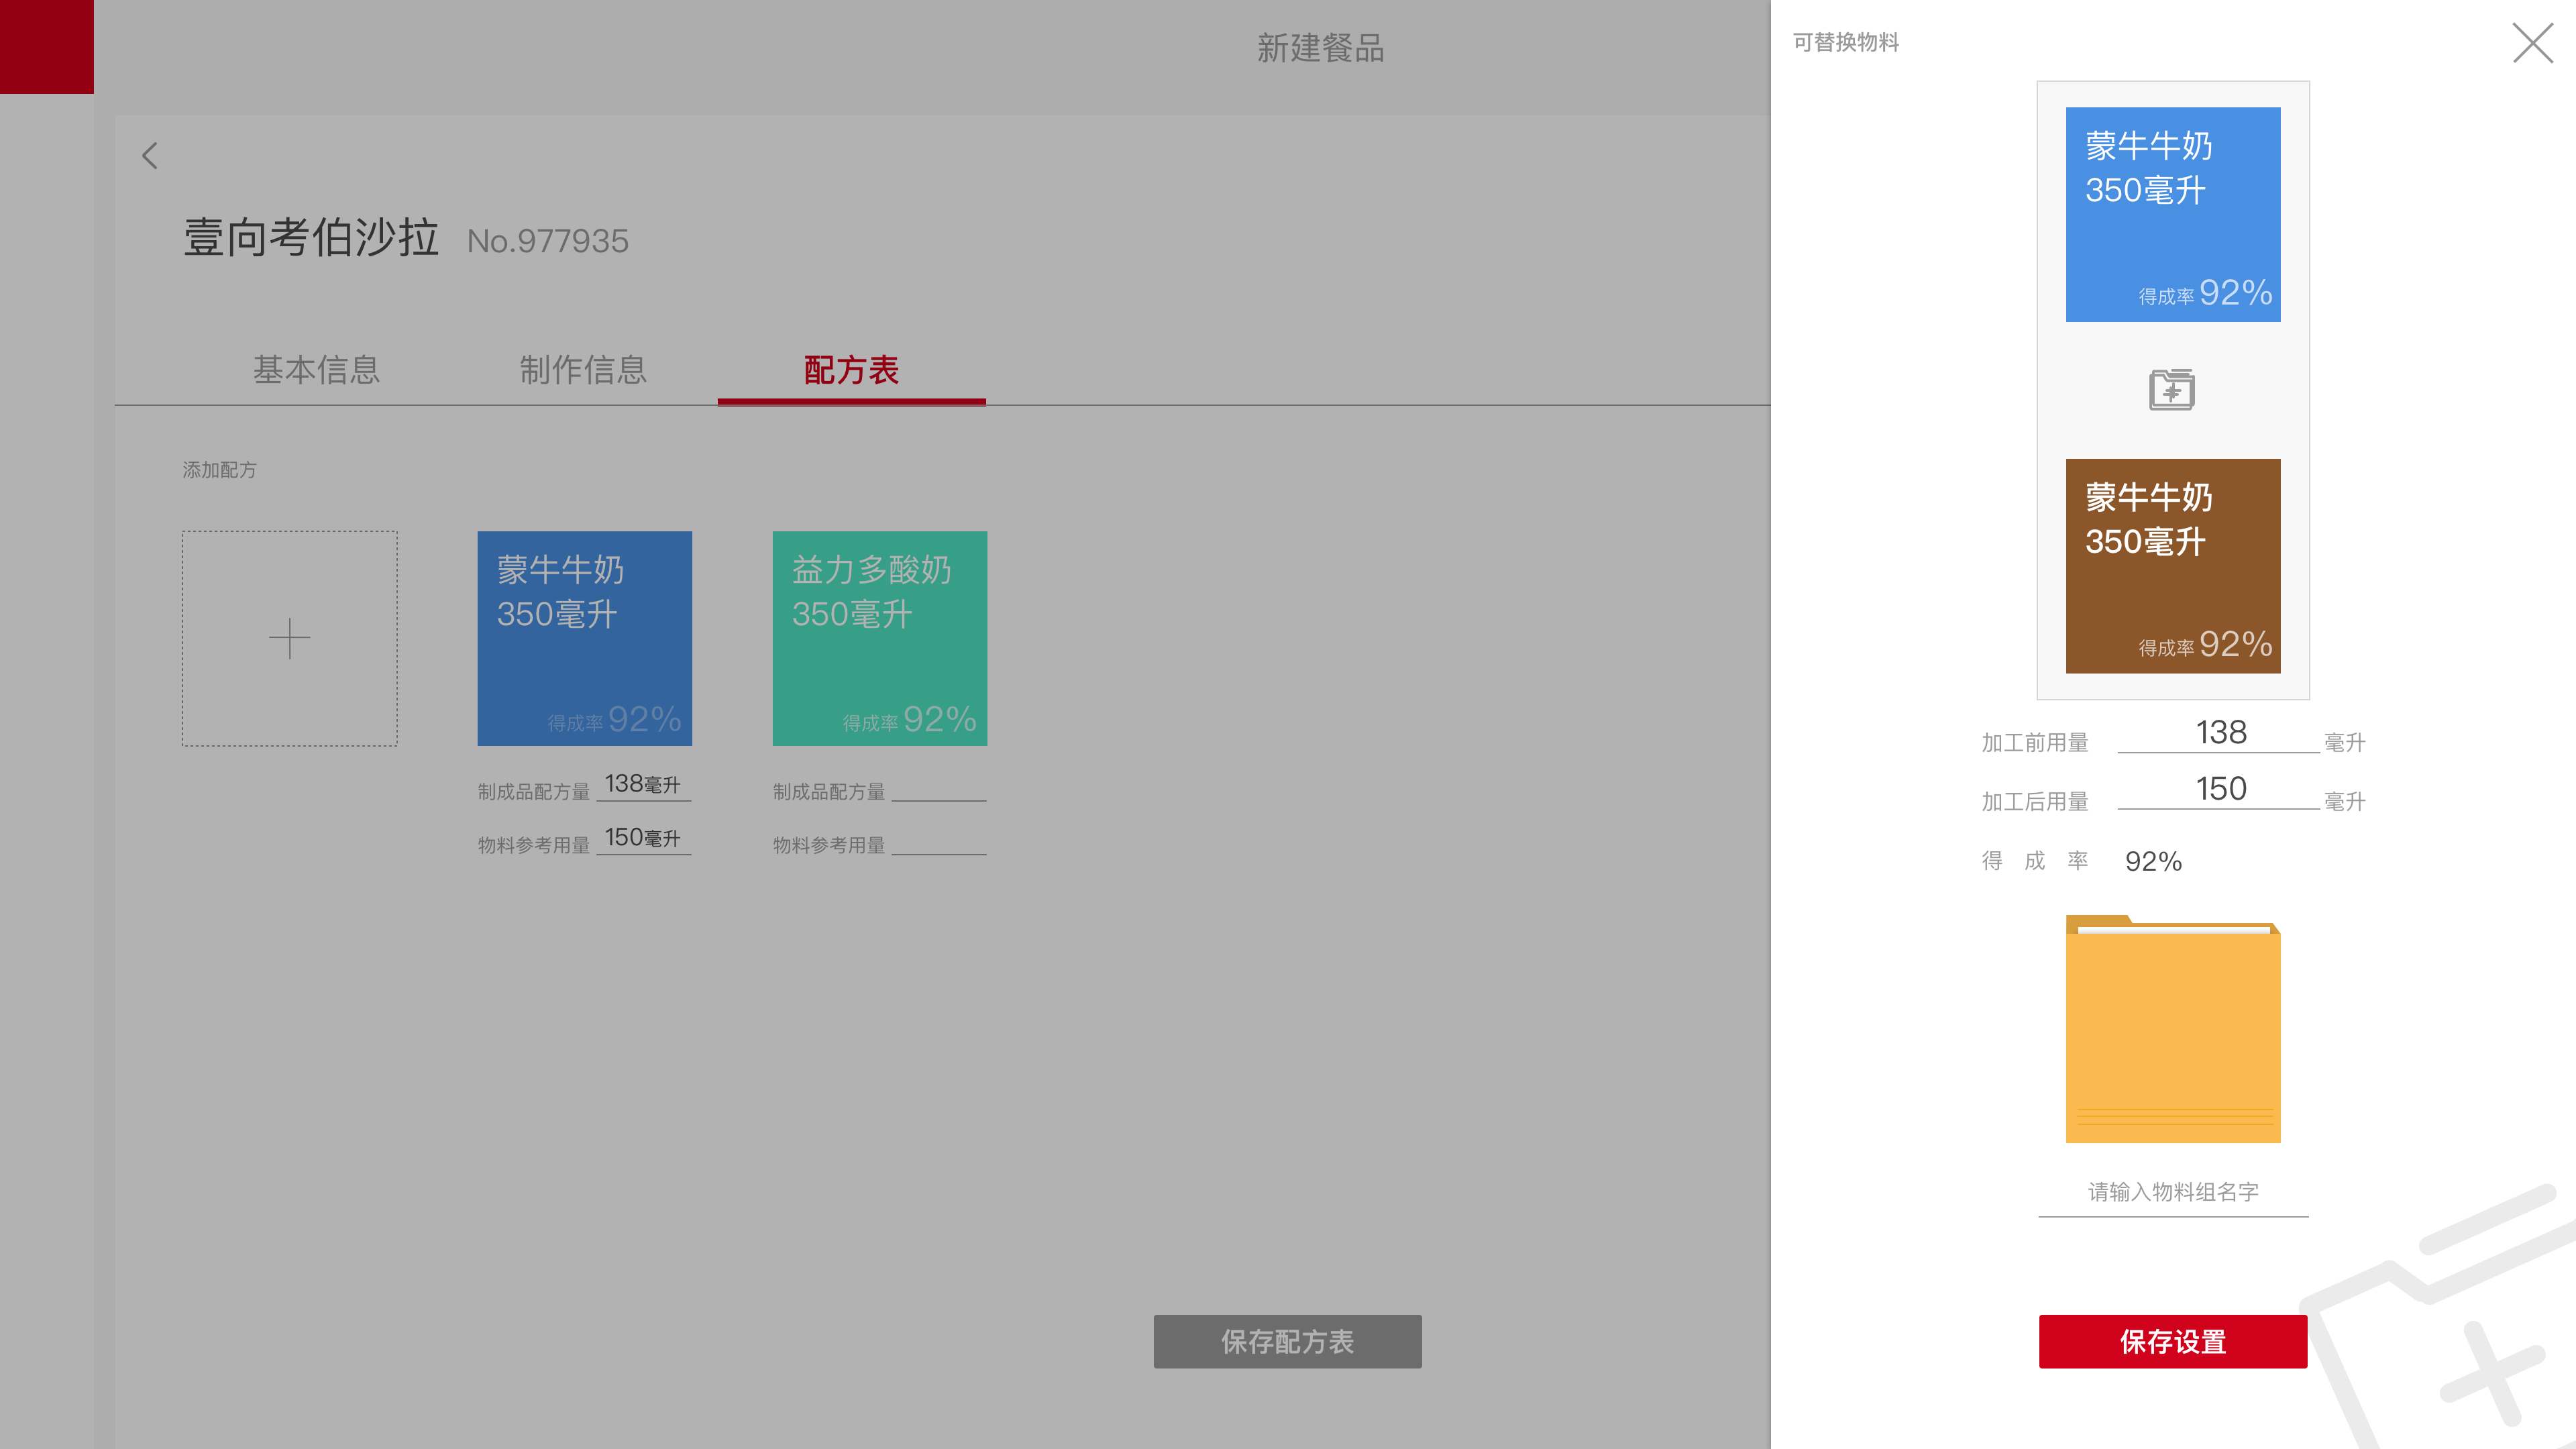 新建餐品
壹向考伯沙拉 No.977935
基本信息 制作信息 配方表
添加配方
蒙牛牛奶
350毫升
得成率 92%
制成品配方量 138毫升
物料参考用量 150毫升
益力多酸奶
350毫升
得成率 92%
制成品配方量
物料参考用量
保存配方表
可替换物料
蒙牛牛奶
350毫升
得成率 92%
蒙牛牛奶
350毫升
得成率 92%
加工前用量 138 毫升
加工后用量 150 毫升
得 成 率 92%
请输入物料组名字
保存设置